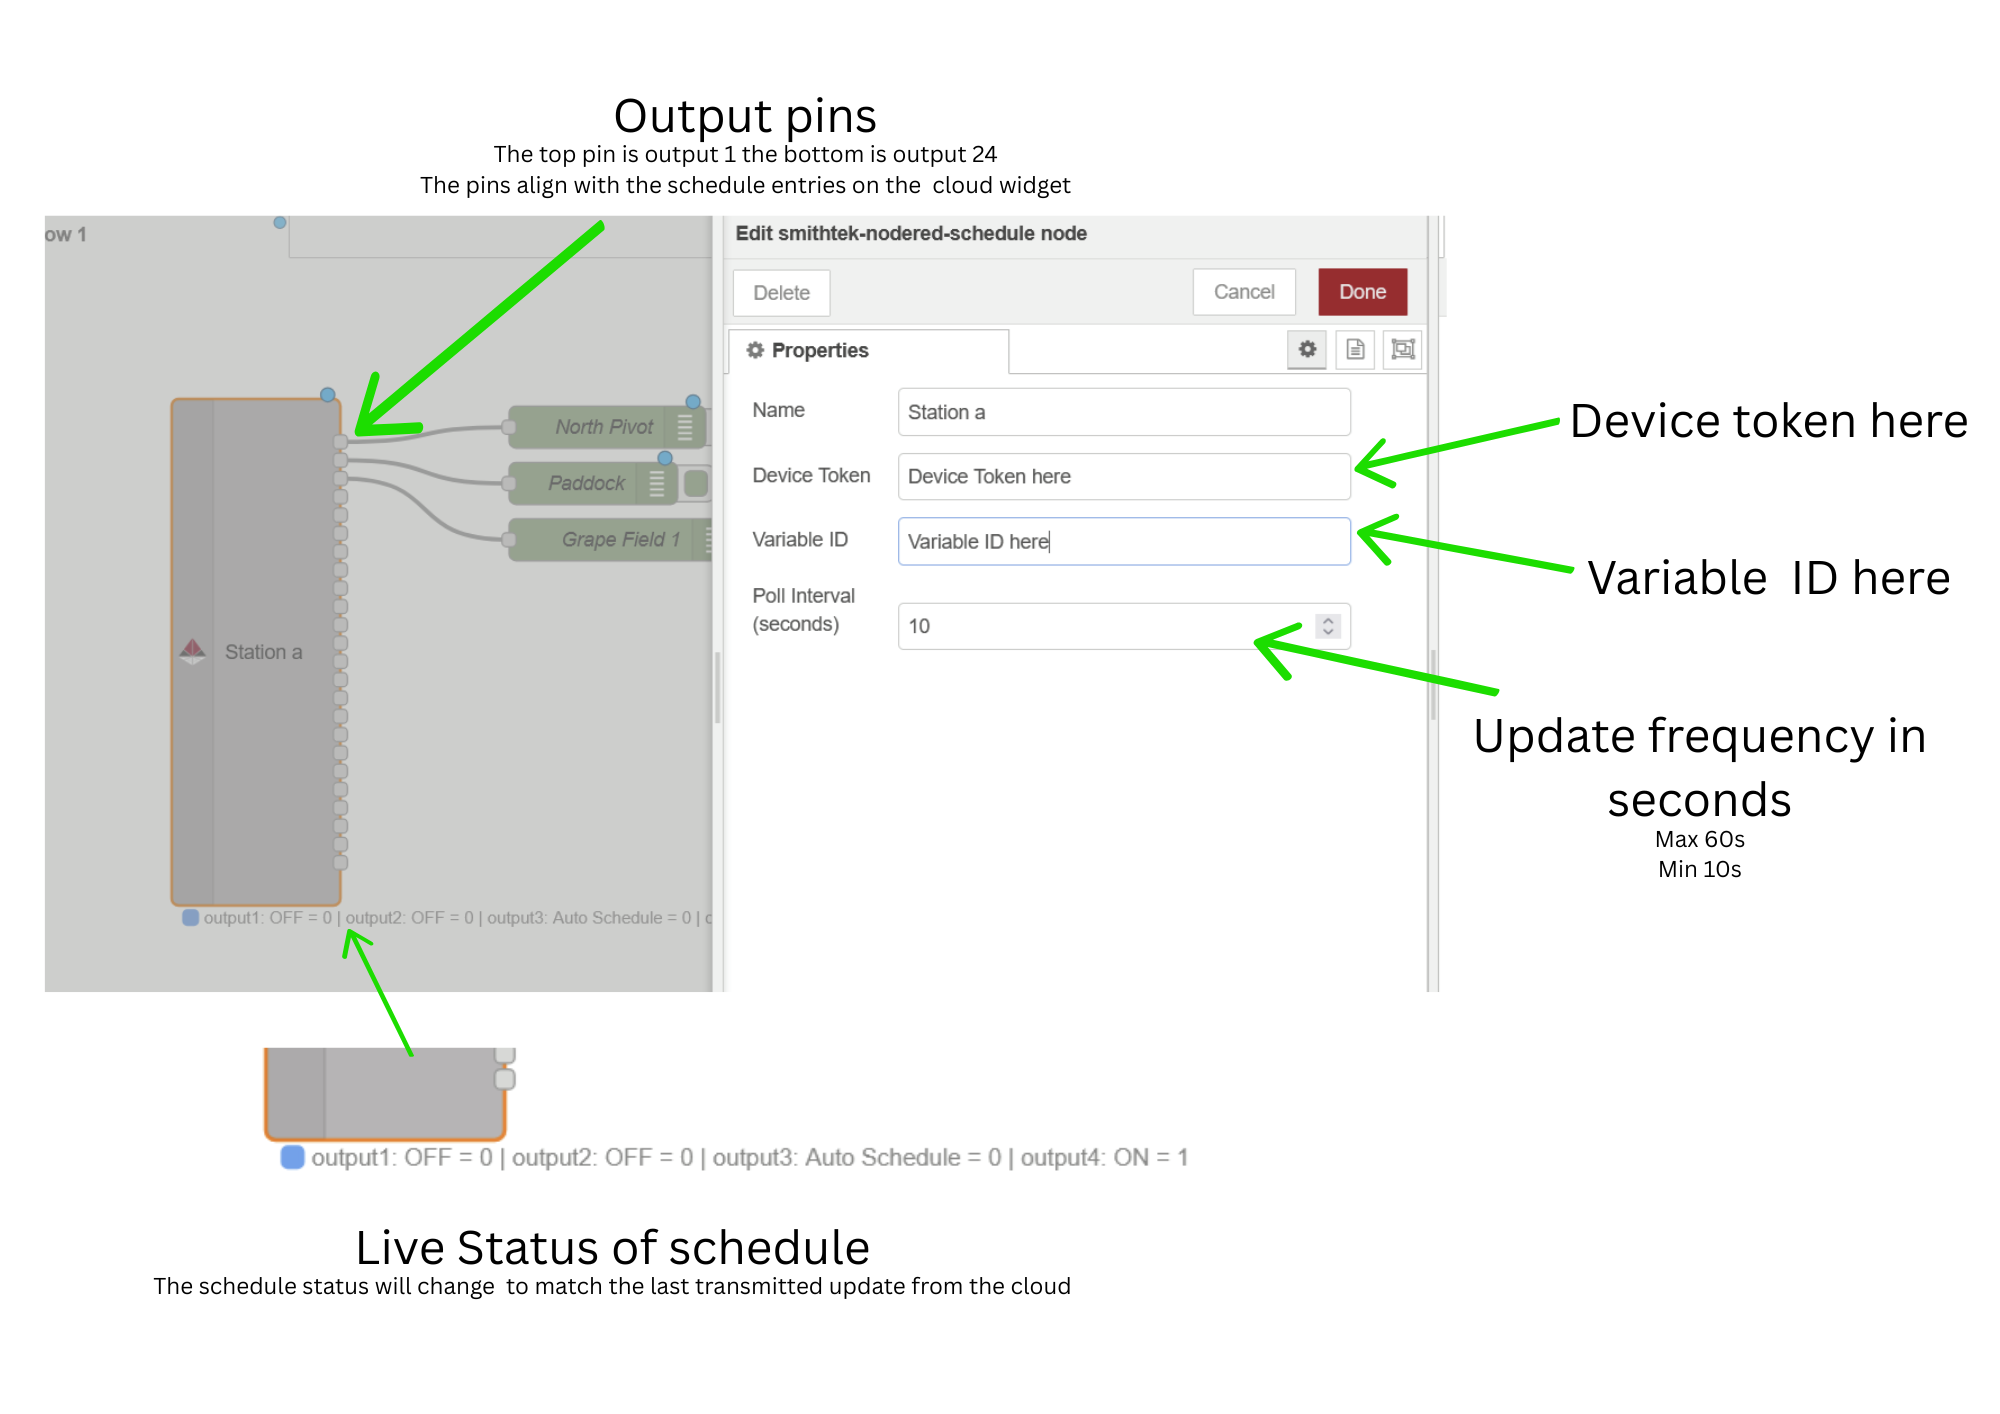 Output pins
The top pin is output 1 the bottom is output 24
The pins align with the schedule entries on the cloud widget
ow 1
Edit smithtek-nodered-schedule node
Delete
Cancel
Done
Properties
Name
Station a
Device Token
Device Token here
Variable ID
Variable ID here
Poll Interval
(seconds)
10
North Pivot
Paddock
Grape Field 1
Station a
output1: OFF = 0 | output2: OFF = 0 | output3: Auto Schedule = 0 | o
Device token here
Variable ID here
Update frequency in
seconds
Max 60s
Min 10s
output1: OFF = 0 | output2: OFF = 0 | output3: Auto Schedule = 0 | output4: ON = 1
Live Status of schedule
The schedule status will change to match the last transmitted update from the cloud